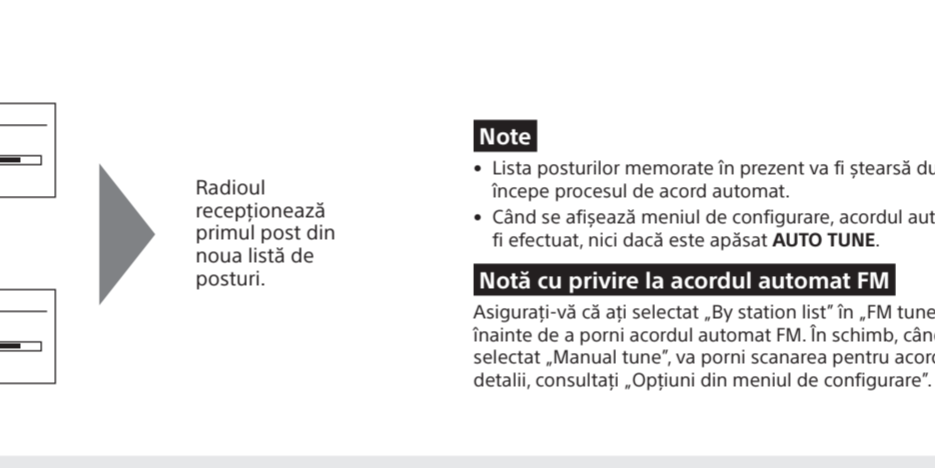 Radioul
recepționează
primul post din
noua listă de
posturi.
Note
• Lista posturilor memorate în prezent va fi ștearsă
începe procesul de acord automat.
• Când se afișează meniul de configurare, acordul
fi efectuat, nici dacă este apăsat AUTO TUNE.
Notă cu privire la acordul automat FM
Asigurați-vă că ați selectat „By station list” în „FM tune
înainte de a porni acordul automat FM. În schimb,
selectat „Manual tune”, va porni scanarea pentru
detalii, consultați „Opțiuni din meniul de configurare”.